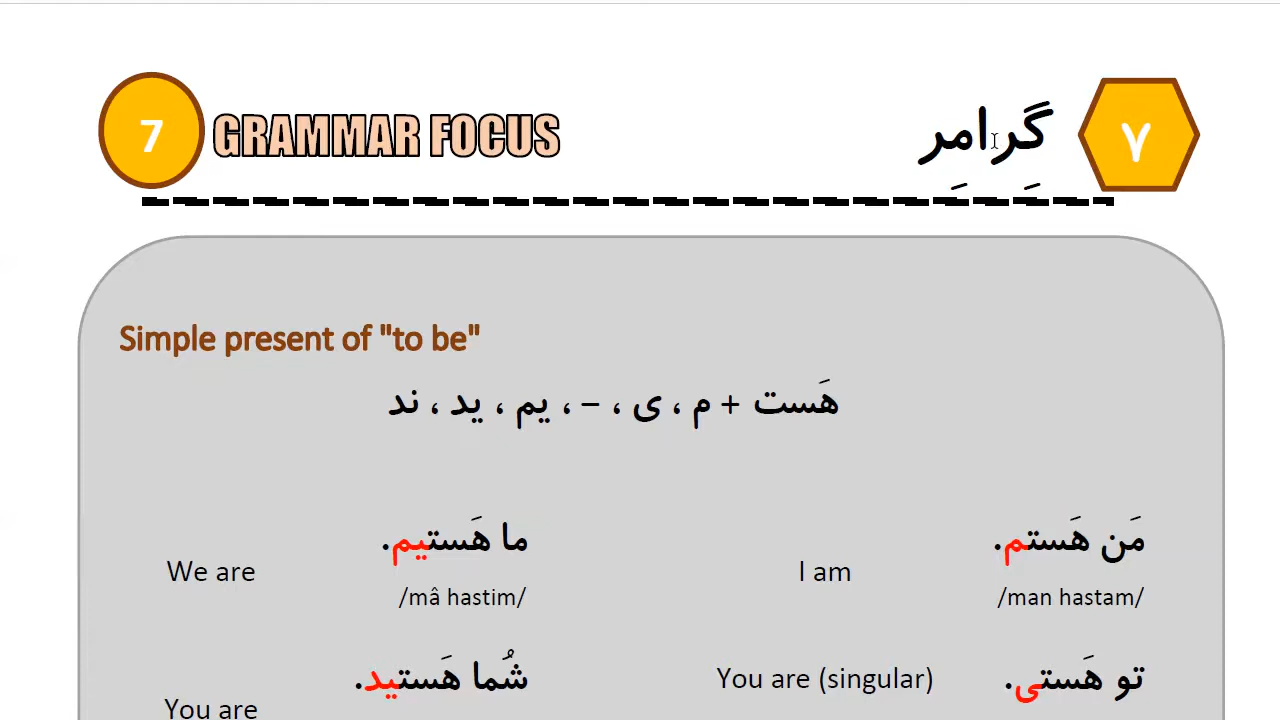 7 GRAMMAR FOCUS گرامر ۷
Simple present of "to be"
هَست + م ، ی ، – ، یم ، ید ، ند
مَن هَستم.
I am
/man hastam/
ما هَستیم.
We are
/mâ hastim/
تو هَستی.
You are (singular)
شُما هَستید.
You are